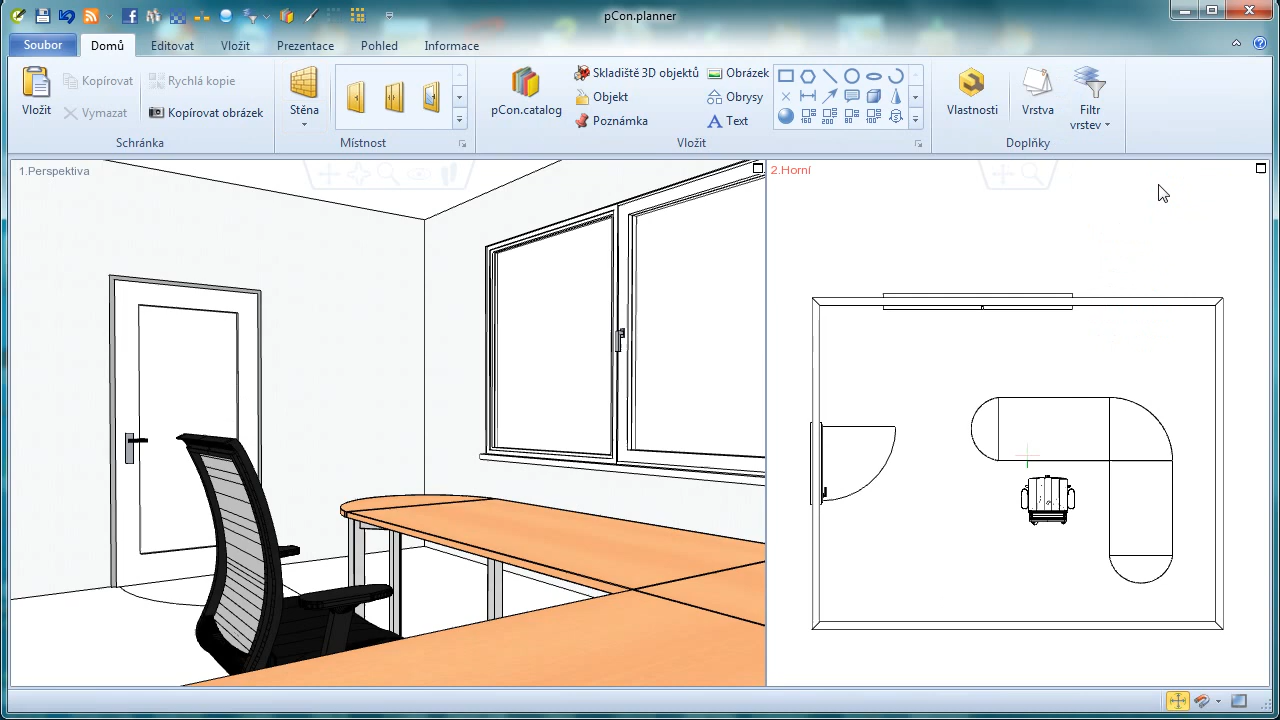 pCon.planner
Soubor Domů Editovat Vložit Prezentace Pohled Informace
Vložit
Kopírovat
Vymazat
Rychlá kopie
Kopírovat obrázek
Schránka
Stěna
Místnost
pCon.catalog
Skladiště 3D objektů
Objekt
Poznámka
Obrázek
Obrysy
Text
Vložit
Vlastnosti
Vrstva
Filtr
vrstev
Doplňky
1.Perspektiva
2.Horní